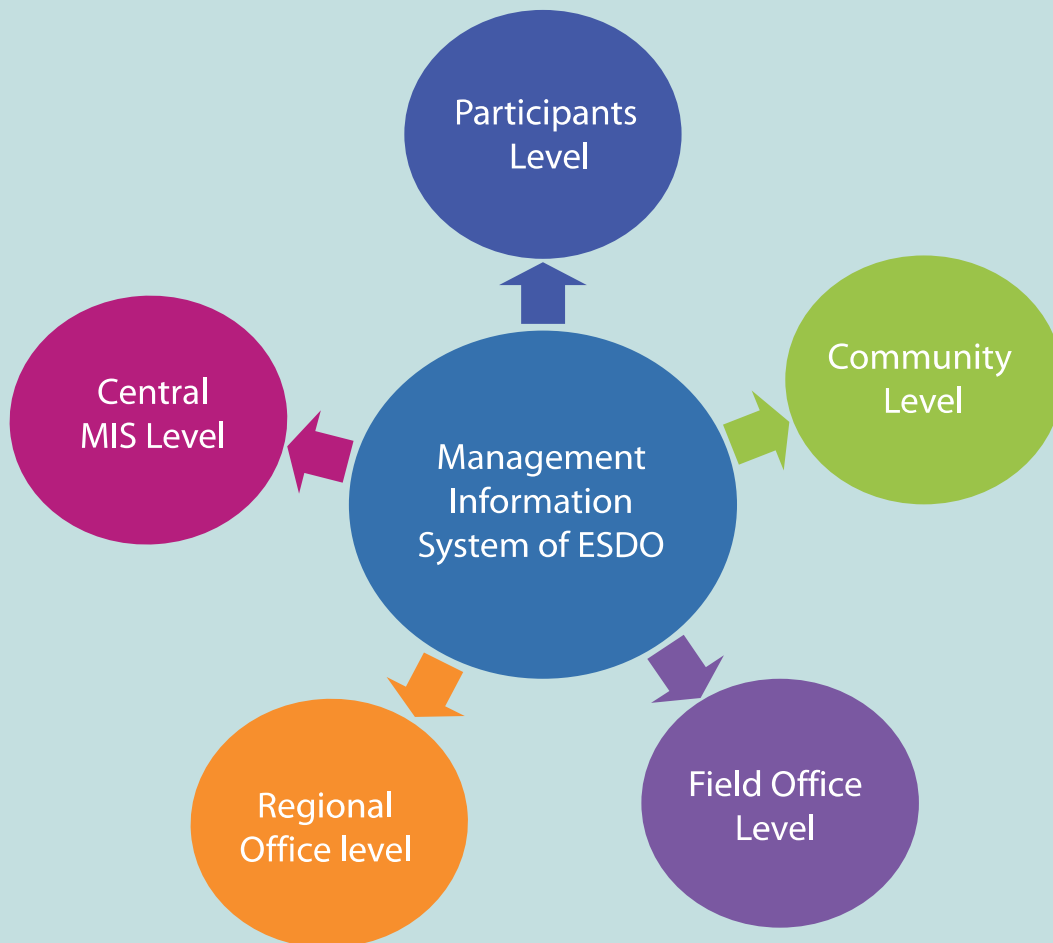 Participants
Level
Community
Level
Central
MIS Level
Management
Information
System of ESDO
Field Office
Level
Regional
Office level